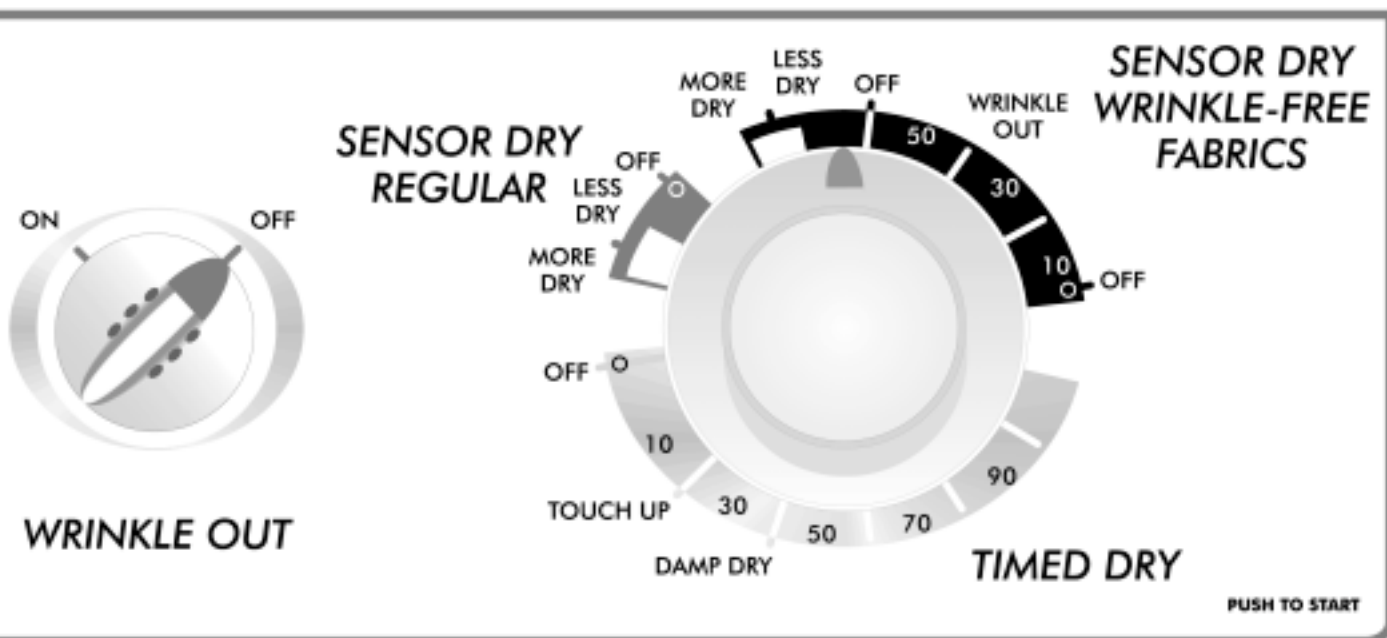 ON
OFF
WRINKLE OUT
SENSOR DRY
REGULAR
OFF
LESS
DRY
MORE
DRY
MORE
DRY
LESS
DRY
OFF
50
WRINKLE
OUT
30
10
OFF
SENSOR DRY
WRINKLE-FREE
FABRICS
OFF
10
TOUCH UP
30
DAMP DRY
50
70
90
TIMED DRY
PUSH TO START